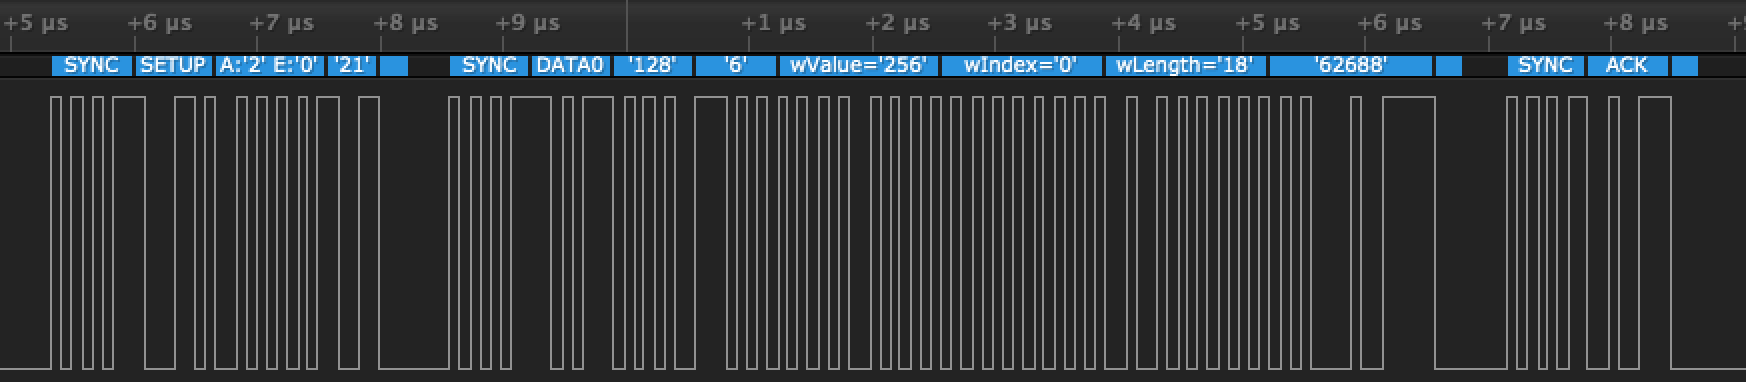 +5 µs +6 µs +7 µs +8 µs +9 µs +1 µs +2 µs +3 µs +4 µs +5 µs +6 µs +7 µs +8 µs
SYNC SETUP A:'2' E:'0' '21' SYNC DATA0 '128' '6' wValue='256' wIndex='0' wLength='18' '62688' SYNC ACK